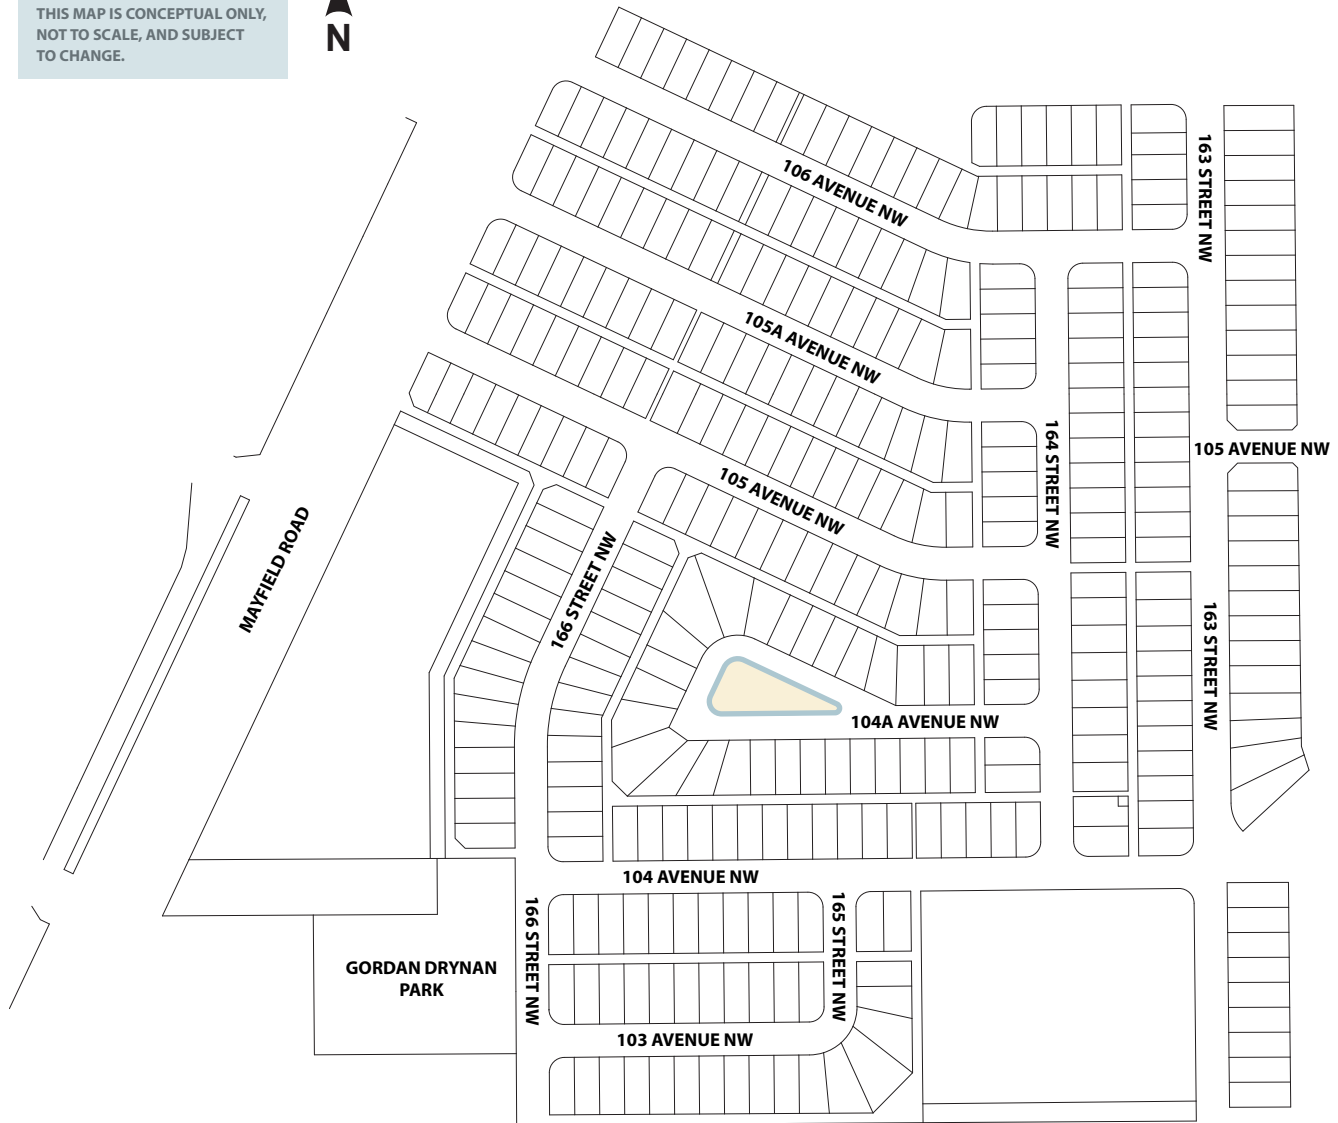 THIS MAP IS CONCEPTUAL ONLY,
NOT TO SCALE, AND SUBJECT
TO CHANGE.
N
106 AVENUE NW
163 STREET NW
105A AVENUE NW
164 STREET NW
105 AVENUE NW
105 AVENUE NW
MAYFIELD ROAD
166 STREET NW
163 STREET NW
104A AVENUE NW
104 AVENUE NW
166 STREET NW
165 STREET NW
GORDAN DRYNAN
PARK
103 AVENUE NW